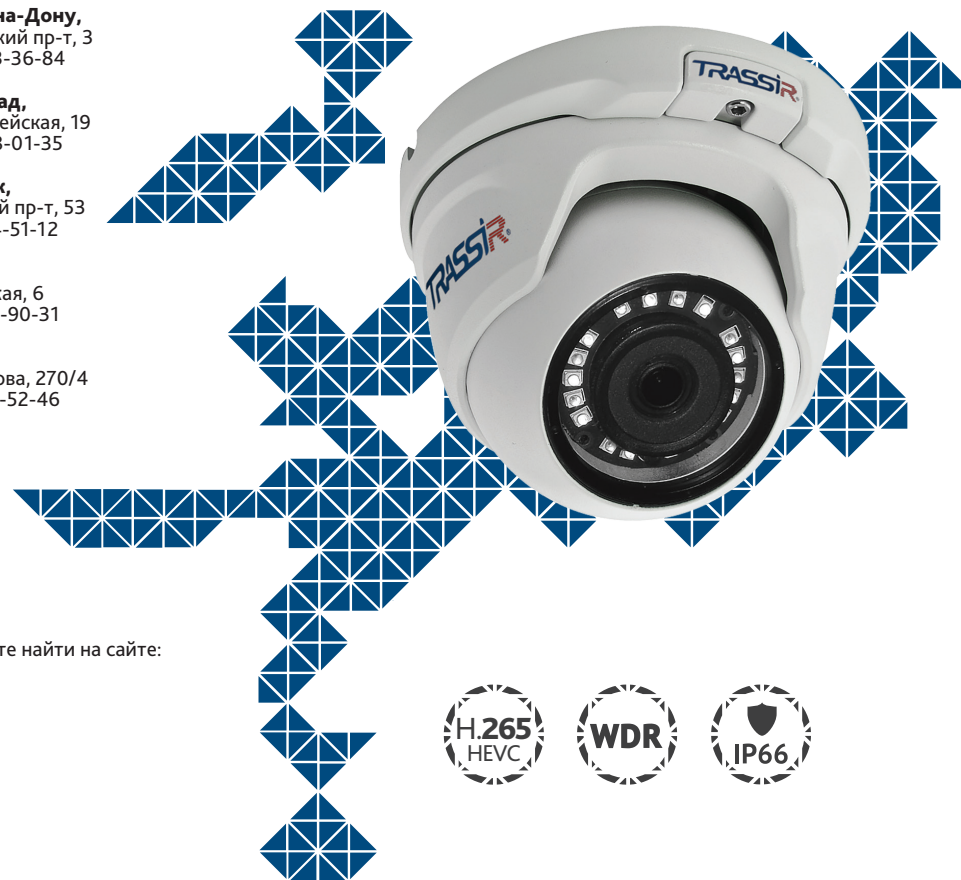 на-Дону,
кий пр-т, 3
3-36-84
ад,
ейская, 19
3-01-35
к,
й пр-т, 53
-51-12
кая, 6
-90-31
ова, 270/4
-52-46
те найти на сайте:
TRASSIR
TRASSIR
H.265
HEVC
WDR
IP66